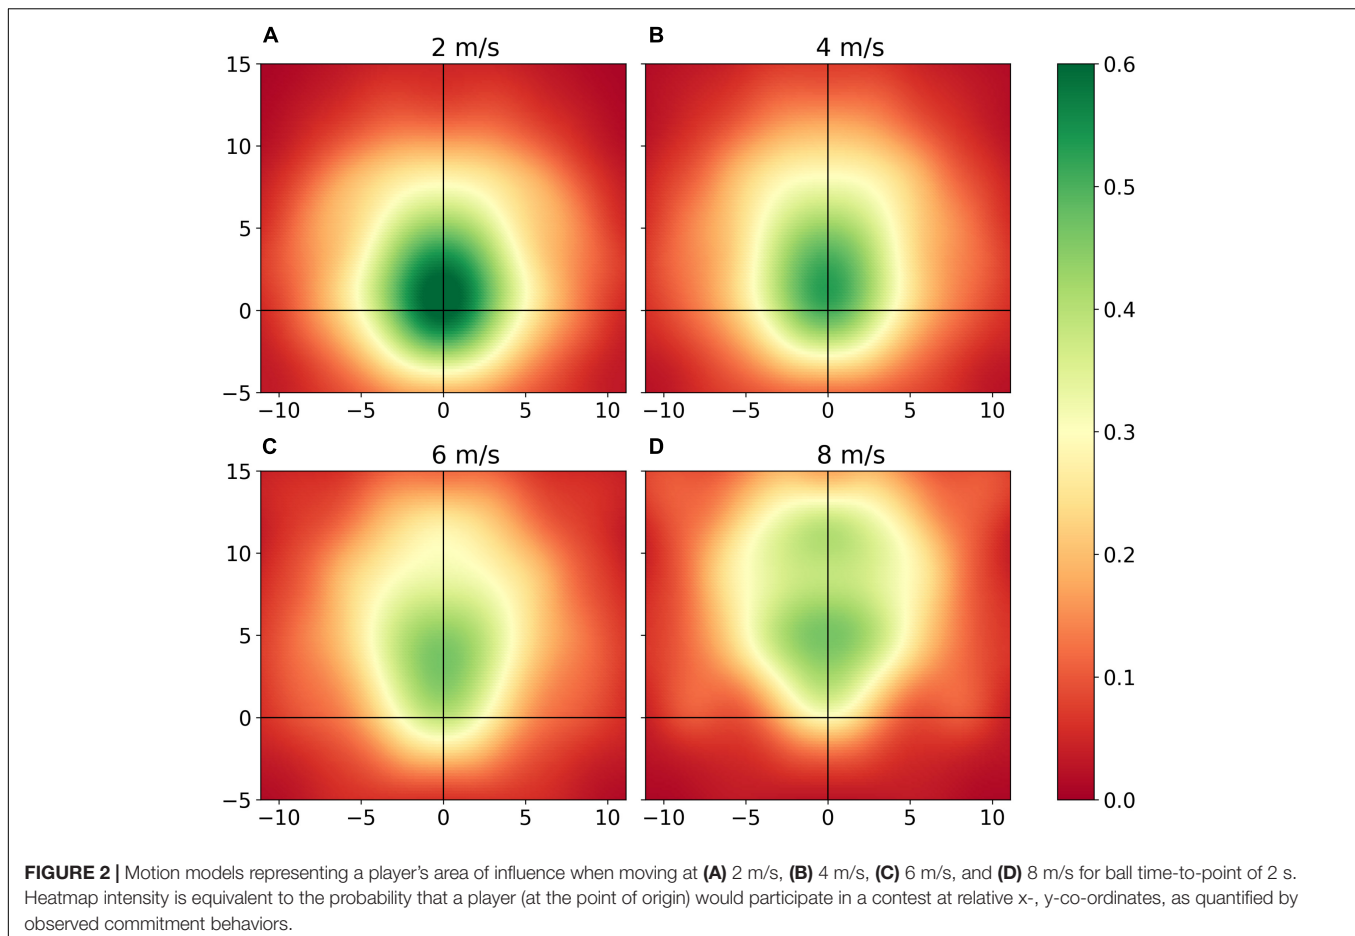 A
2 m/s
B
4 m/s
15
10
5
0
−5
−10 −5 0 5 10
−10 −5 0 5 10
C
6 m/s
D
8 m/s
15
10
5
0
−5
−10 −5 0 5 10
−10 −5 0 5 10
0.6
0.5
0.4
0.3
0.2
0.1
0.0
FIGURE 2 | Motion models representing a player's area of influence when moving at (A) 2 m/s, (B) 4 m/s, (C) 6 m/s, and (D) 8 m/s for ball time-to-point of 2 s.
Heatmap intensity is equivalent to the probability that a player (at the point of origin) would participate in a contest at relative x-, y-co-ordinates, as quantified by
observed commitment behaviors.